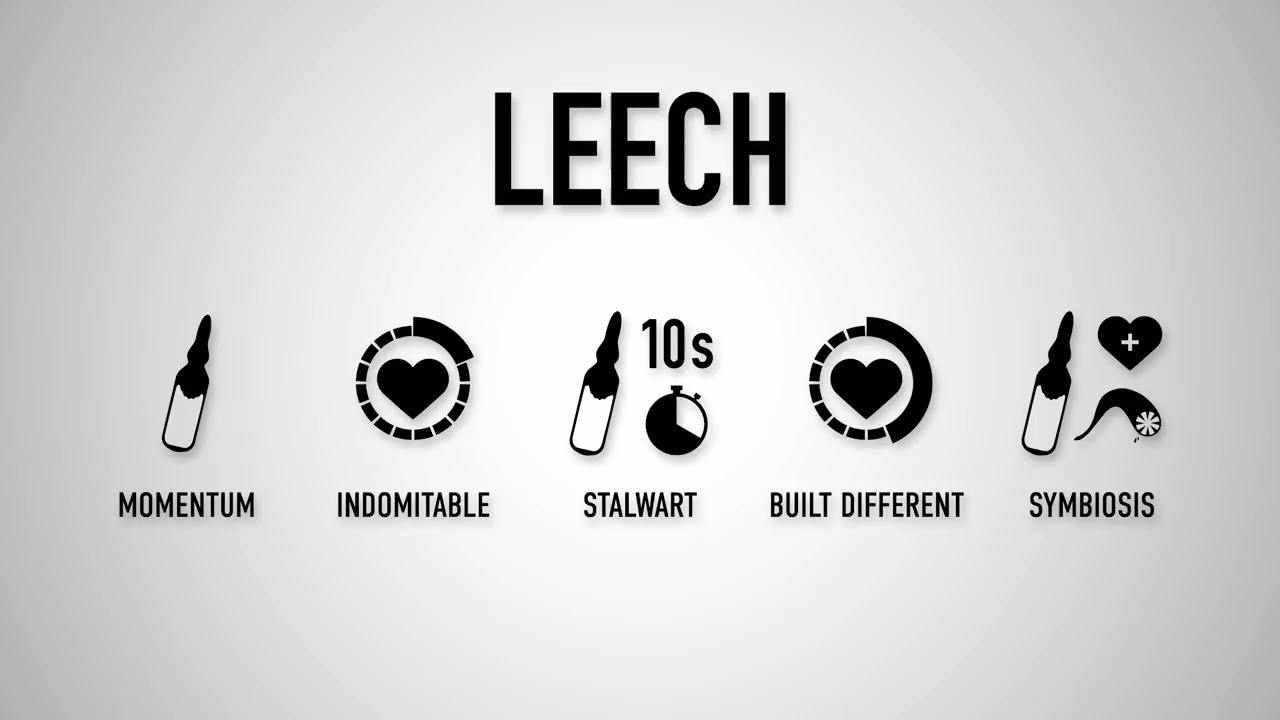 LEECH
10s
MOMENTUM
INDOMITABLE
STALWART
BUILT DIFFERENT
SYMBIOSIS